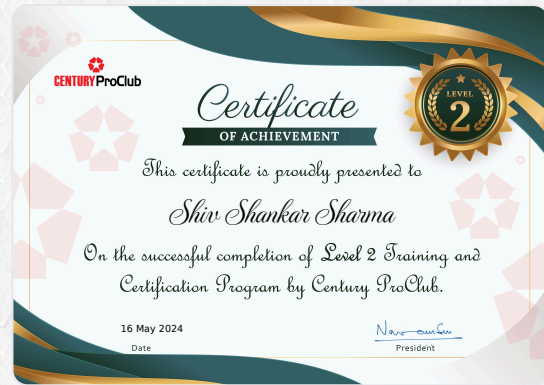 CENTURY ProClub
Certificate
OF ACHIEVEMENT
LEVEL
2
This certificate is proudly presented to
Shiv Shankar Sharma
On the successful completion of Level 2 Training and
Certification Program by Century ProClub.
16 May 2024
Date
President